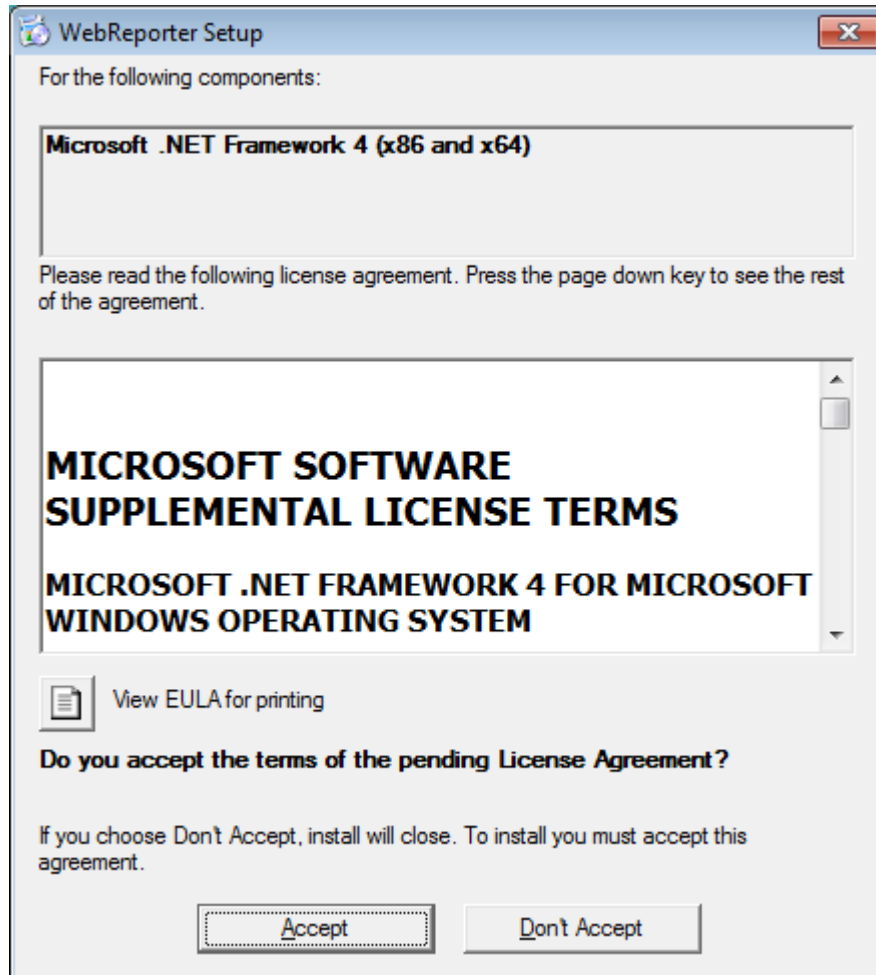 WebReporter Setup
For the following components:
Microsoft .NET Framework 4 (x86 and x64)
Please read the following license agreement. Press the page down key to see the rest
of the agreement.
MICROSOFT SOFTWARE
SUPPLEMENTAL LICENSE TERMS
MICROSOFT .NET FRAMEWORK 4 FOR MICROSOFT
WINDOWS OPERATING SYSTEM
View EULA for printing
Do you accept the terms of the pending License Agreement?
If you choose Don't Accept, install will close. To install you must accept this
agreement.
Accept
Don't Accept